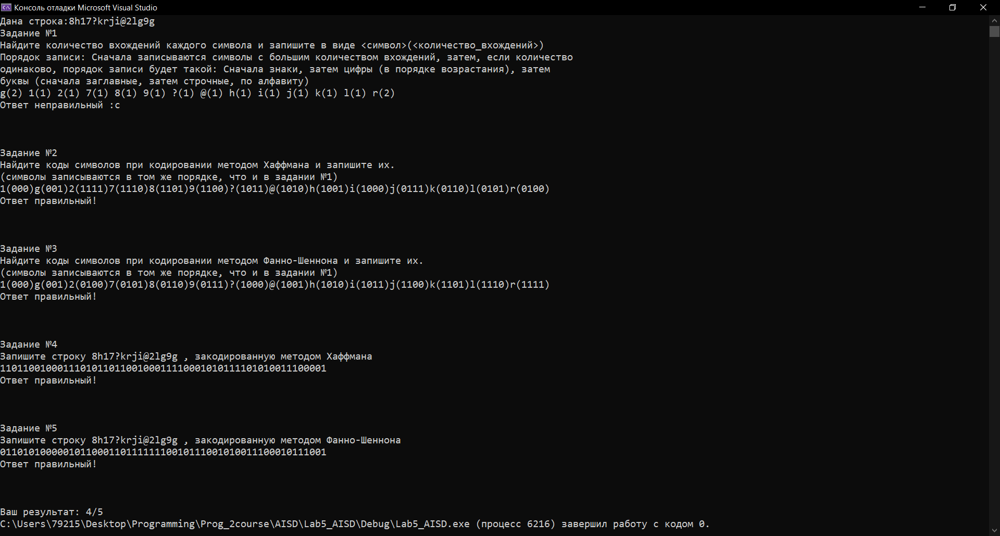 Консоль отладки Microsoft Visual Studio
Дана строка:8h17?krji@2lg9g
Задание №1
Найдите количество вхождений каждого символа и запишите в виде <символ>(<количество_вхождений>)
Порядок записи: Сначала записываются символы с большим количеством вхождений, затем, если количество
одинаково, порядок записи будет такой: Сначала знаки, затем цифры (в порядке возрастания), затем
буквы (сначала заглавные, затем строчные, по алфавиту)
g(2) 1(1) 2(1) 7(1) 8(1) 9(1) ?(1) @(1) h(1) i(1) j(1) k(1) l(1) r(2)
Ответ неправильный :с
Задание №2
Найдите коды символов при кодировании методом Хаффмана и запишите их.
(символы записываются в том же порядке, что и в задании №1)
1(000)g(001)2(1111)7(1110)8(1101)9(1100)?(1011)@(1010)h(1001)i(1000)j(0111)k(0110)l(0101)r(0100)
Ответ правильный!
Задание №3
Найдите коды символов при кодировании методом Фанно-Шеннона и запишите их.
(символы записываются в том же порядке, что и в задании №1)
1(000)g(001)2(0100)7(0101)8(0110)9(0111)?(1000)@(1001)h(1010)i(1011)j(1100)k(1101)l(1110)r(1111)
Ответ правильный!
Задание №4
Запишите строку 8h17?krji@2lg9g , закодированную методом Хаффмана
110110010001110101101100100011110001010111101010011100001
Ответ правильный!
Задание №5
Запишите строку 8h17?krji@2lg9g , закодированную методом Фанно-Шеннона
011010100000101100011011111110010111001010011100010111001
Ответ правильный!
Ваш результат: 4/5
C:\Users\79215\Desktop\Programming\Prog_2course\AISD\Lab5_AISD\Debug\Lab5_AISD.exe (процесс 6216) завершил работу с кодом 0.